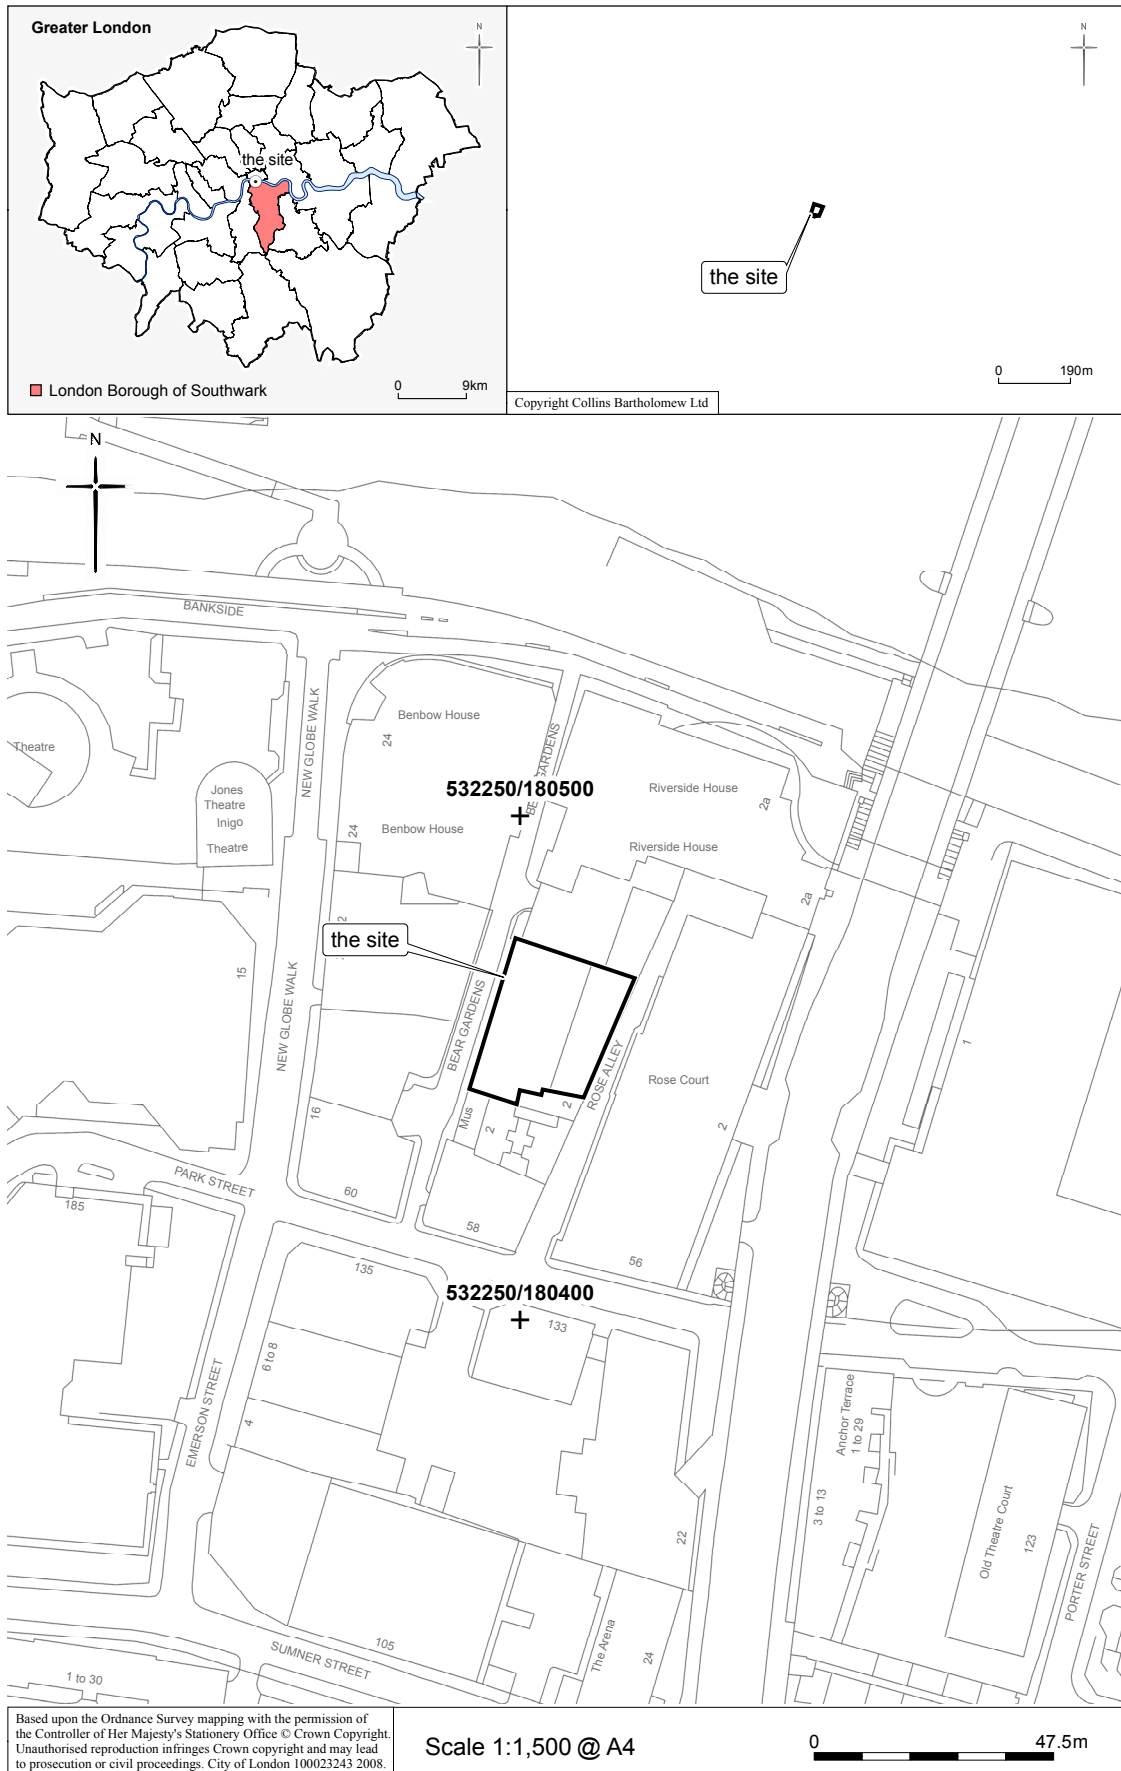 Greater London
N
the site
London Borough of Southwark
0 9km
N
the site
0 190m
Copyright Collins Bartholomew Ltd
N
BANKSIDE
NEW GLOBE WALK
Benbow House
24
BEAR GARDENS
Theatre
532250/180500
Riverside House
2a
Jones
Theatre
Inigo
Theatre
24
Benbow House
Riverside House
2a
the site
15
NEW GLOBE WALK
BEAR GARDENS
ROSE ALLEY
Rose Court
1
16
Mus
2
2
2
PARK STREET
185
60
58
56
135
532250/180400
133
6 to 8
4
EMERSON STREET
Anchor Terrace
1 to 29
3 to 13
Old Theatre Court
123
22
PORTER STREET
105
SUMNER STREET
The Arena
24
1 to 30
Based upon the Ordnance Survey mapping with the permission of
the Controller of Her Majesty's Stationery Office © Crown Copyright.
Unauthorised reproduction infringes Crown copyright and may lead
to prosecution or civil proceedings. City of London 100023243 2008.
Scale 1:1,500 @ A4
0 47.5m